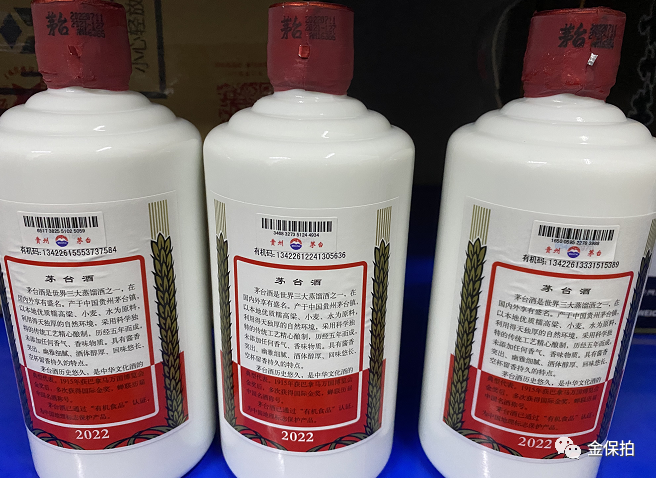 茅台
茅台
茅台
小心轻放
贵州 茅台
有机码:13422615553737584
茅台酒
茅台酒是世界三大蒸馏酒之一，在
国内外享有盛名。产于中国贵州茅台镇，
以本地优质糯高粱、小麦、水为原料，
利用得天独厚的自然环境，采用科学独
特的传统工艺精心酿制，历经五年而成，
未添加任何香气、香味物质。具有酱香
突出、幽雅细腻、酒体醇厚、回味悠长、
空杯留香持久的特点。
茅台酒历史悠久，是中华文化酒的
2022
3468 3279 5124 4934
贵州 茅台
有机码:13422612241305636
茅台酒
茅台酒是世界三大蒸馏酒之一，在
国内外享有盛名。产于中国贵州茅台镇，
以本地优质糯高粱、小麦、水为原料，
利用得天独厚的自然环境，采用科学独
特的传统工艺精心酿制，历经五年而成，
未添加任何香气、香味物质。具有酱香
突出、幽雅细腻、酒体醇厚、回味悠长、
空杯留香持久的特点。
茅台酒历史悠久，是中华文化酒的
2022
贵州 茅台
有机码:13422613331515389
茅台酒
茅台酒是世界三大蒸馏酒之一，在
国内外享有盛名。产于中国贵州茅台镇，
以本地优质糯高粱、小麦、水为原料，
利用得天独厚的自然环境，采用科学独
特的传统工艺精心酿制，历经五年而成，
未添加任何香气、香味物质。具有酱香
突出、幽雅细腻、酒体醇厚、回味悠长、
空杯留香持久的特点。
茅台酒历史悠久，是中华文化酒的
2022
金保拍